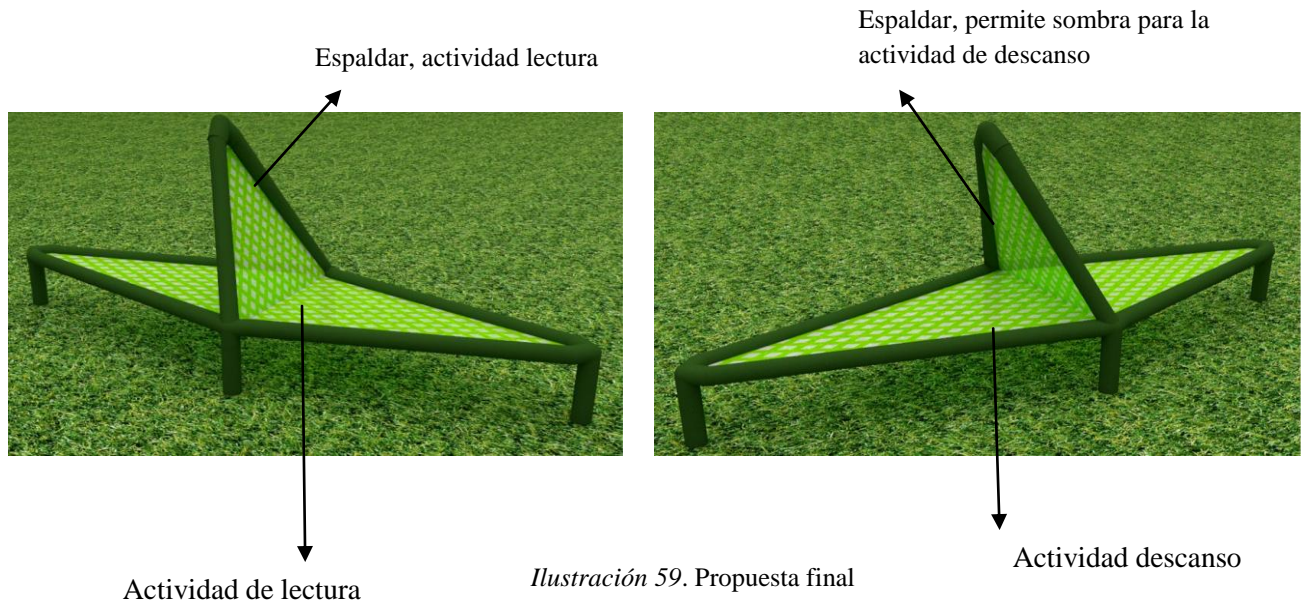 Espaldar, actividad lectura
Espaldar, permite sombra para la
actividad de descanso
Actividad de lectura
Ilustración 59. Propuesta final
Actividad descanso